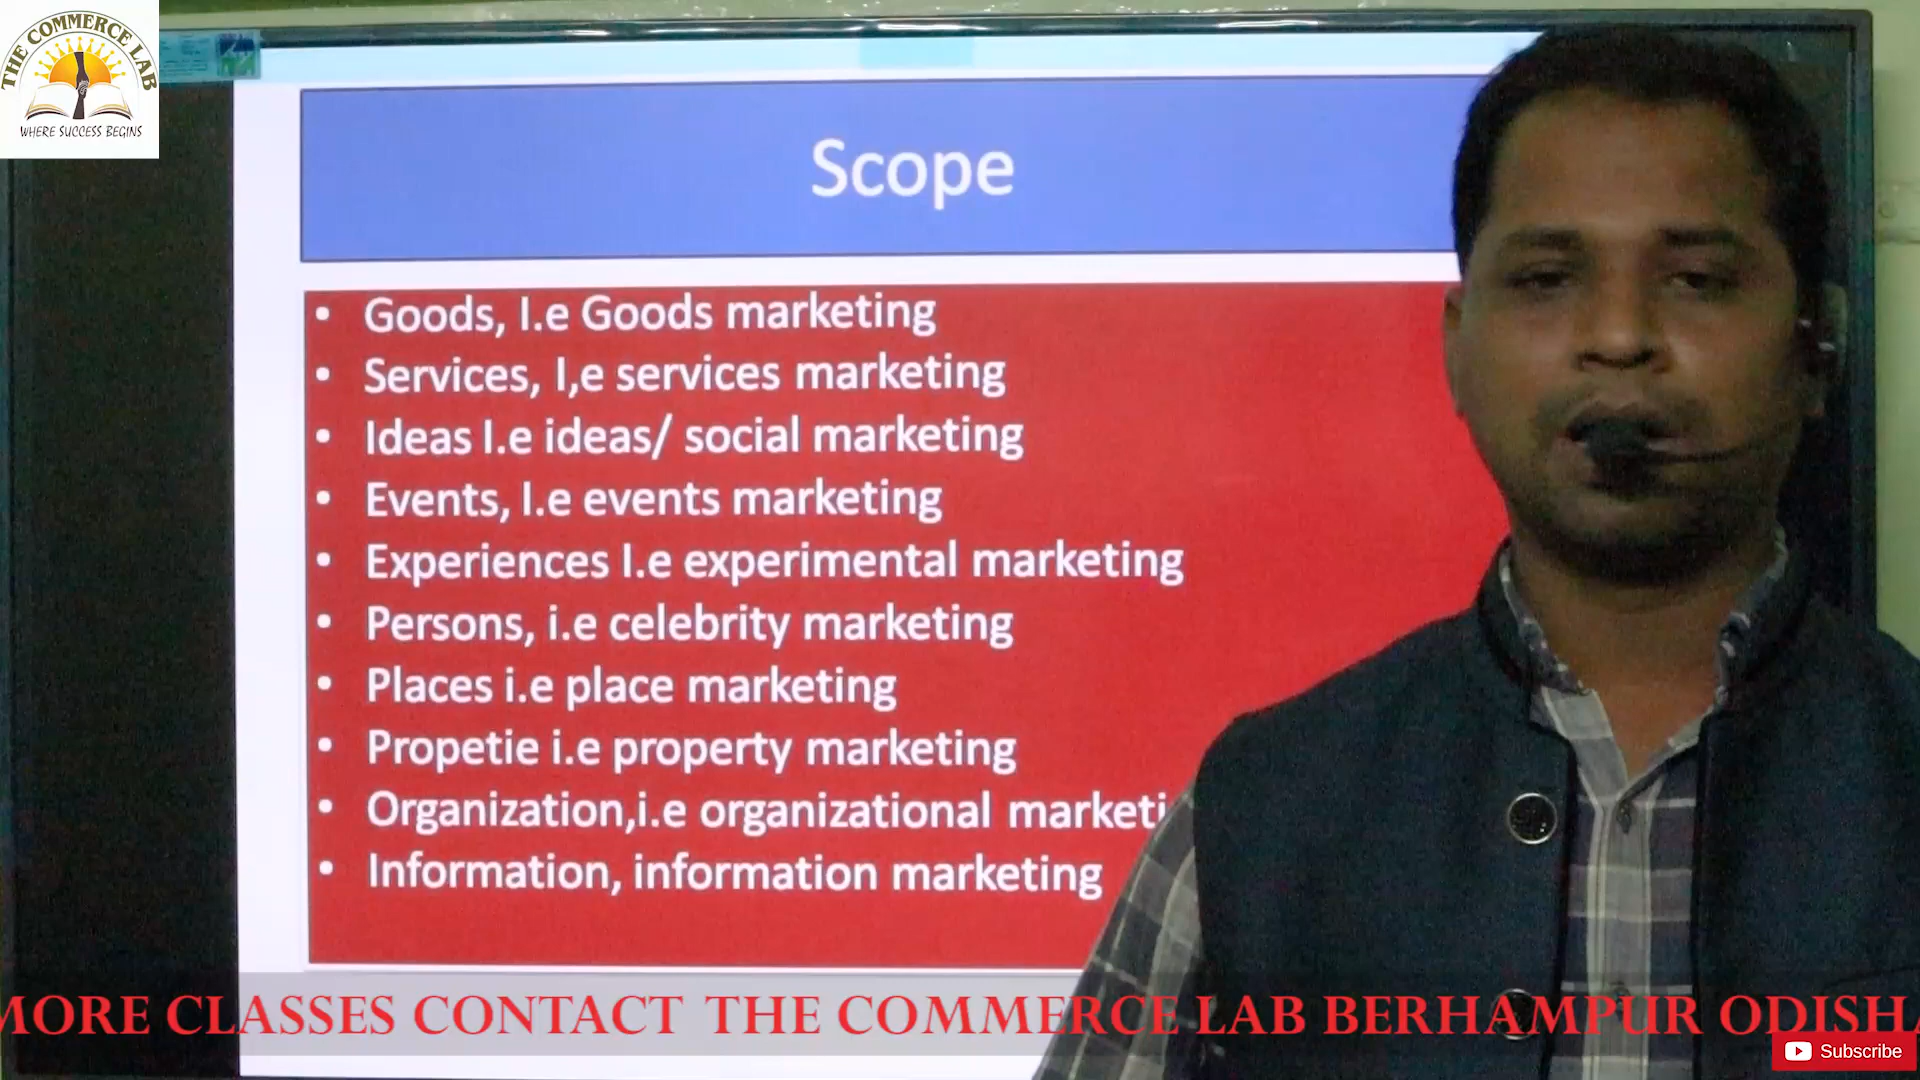 THE COMMERCE LAB
WHERE SUCCESS BEGINS
Scope
• Goods, I.e Goods marketing
• Services, I,e services marketing
• Ideas I.e ideas/ social marketing
• Events, I.e events marketing
• Experiences I.e experimental marketing
• Persons, i.e celebrity marketing
• Places i.e place marketing
• Propetie i.e property marketing
• Organization,i.e organizational marketi
• Information, information marketing
MORE CLASSES CONTACT THE COMMERCE LAB BERHAMPUR ODISHA
Subscribe